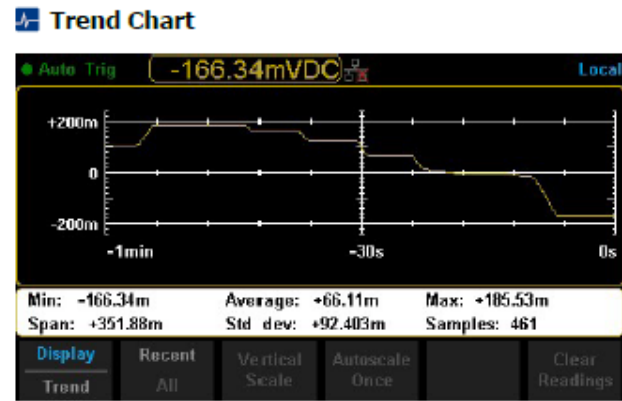 Trend Chart
Auto Trig -166.34mVDC Local
+200m
0
-200m
-1min -30s 0s
Min: -166.34m Average: +66.11m Max: +185.53m
Span: +351.88m Std dev: +92.403m Samples: 461
Display Recent Vertical Autoscale Clear
Trend All Scale Once Readings